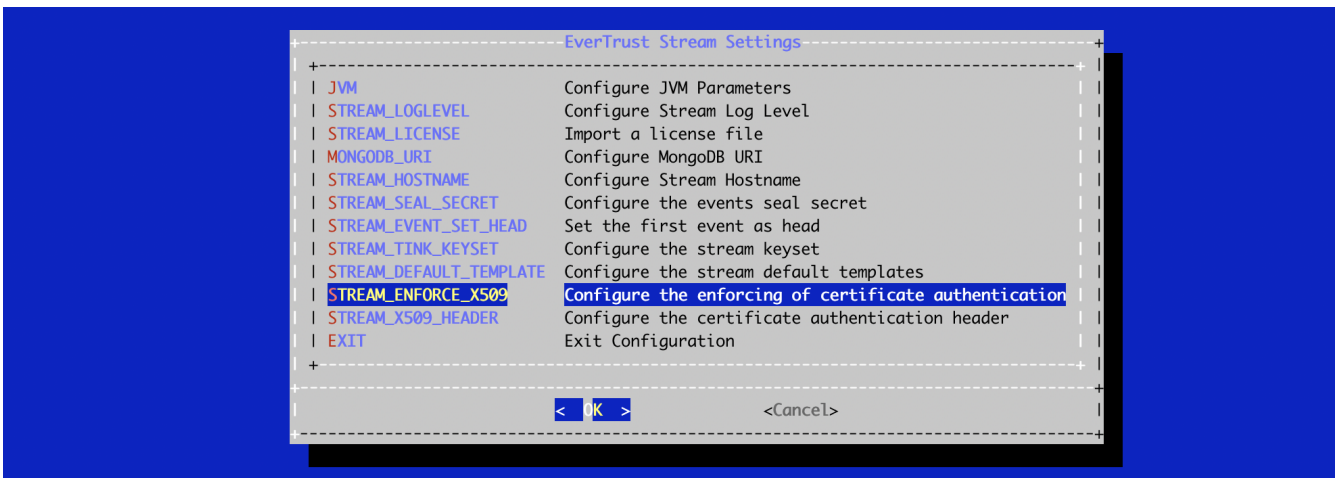 EverTrust Stream Settings
JVM Configure JVM Parameters
STREAM_LOGLEVEL Configure Stream Log Level
STREAM_LICENSE Import a license file
MONGODB_URI Configure MongoDB URI
STREAM_HOSTNAME Configure Stream Hostname
STREAM_SEAL_SECRET Configure the events seal secret
STREAM_EVENT_SET_HEAD Set the first event as head
STREAM_TINK_KEYSET Configure the stream keyset
STREAM_DEFAULT_TEMPLATE Configure the stream default templates
STREAM_ENFORCE_X509 Configure the enforcing of certificate authentication
STREAM_X509_HEADER Configure the certificate authentication header
EXIT Exit Configuration
< OK > <Cancel>